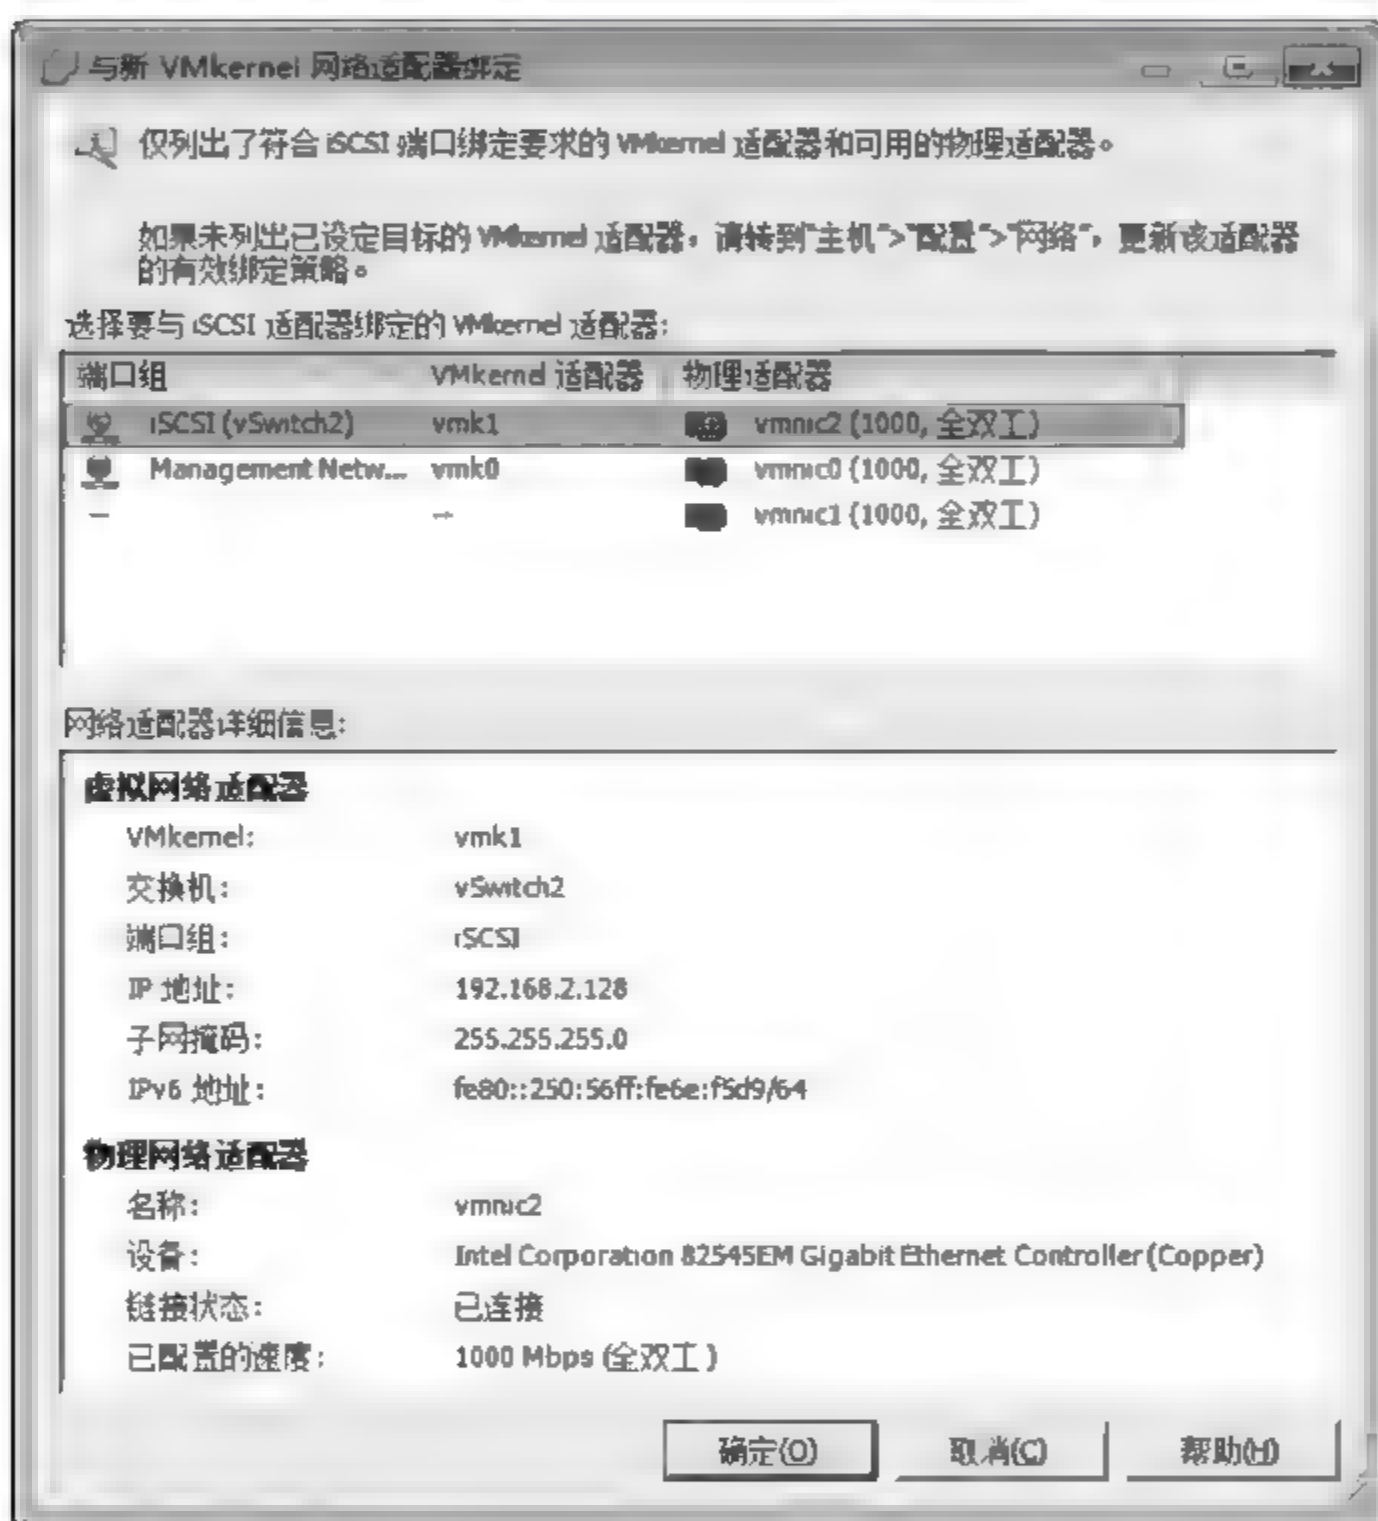 与新 VMkernel 网络适配器绑定
仅列出了符合 iSCSI 端口绑定要求的 VMkernel 适配器和可用的物理适配器。
如果未列出已设定目标的 VMkernel 适配器，请转到"主机">"配置">"网络"，更新该适配器
的有效绑定策略。
选择要与 iSCSI 适配器绑定的 VMkernel 适配器：
端口组 VMkernel 适配器 物理适配器
iSCSI (vSwitch2) vmk1 vmnic2 (1000, 全双工)
Management Netw... vmk0 vmnic0 (1000, 全双工)
-- -- vmnic1 (1000, 全双工)
网络适配器详细信息：
虚拟网络适配器
VMkernel: vmk1
交换机： vSwitch2
端口组： iSCSI
IP 地址： 192.168.2.128
子网掩码： 255.255.255.0
IPv6 地址： fe80::250:56ff:fe6e:f5d9/64
物理网络适配器
名称： vmnic2
设备： Intel Corporation 82545EM Gigabit Ethernet Controller (Copper)
链接状态： 已连接
已配置的速度： 1000 Mbps (全双工)
确定(O) 取消(C) 帮助(H)